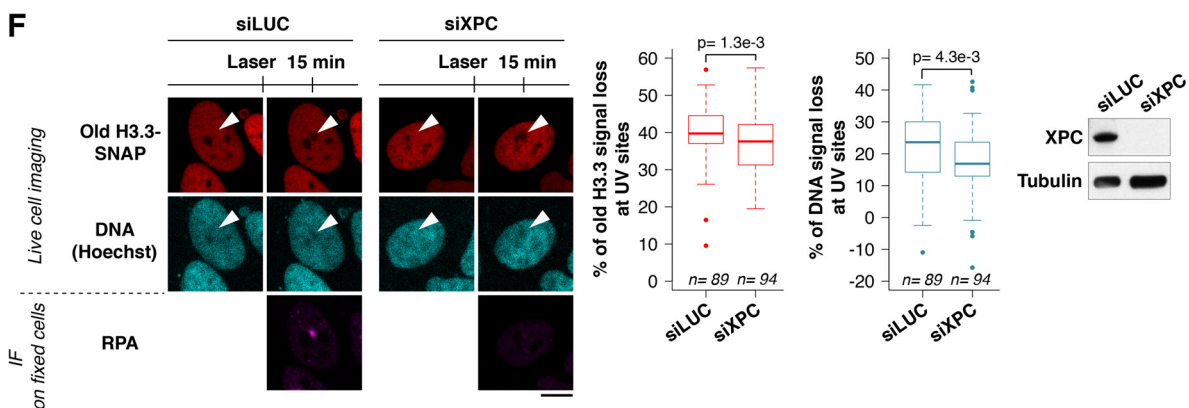 F
siLUC
siXPC
Laser 15 min
Laser 15 min
Live cell imaging
Old H3.3-
SNAP
DNA
(Hoechst)
IF
on fixed cells
RPA
% of old H3.3 signal loss
at UV sites
60
50
40
30
20
10
0
p= 1.3e-3
n= 89
n= 94
siLUC
siXPC
% of DNA signal loss
at UV sites
50
40
30
20
10
0
-10
-20
p= 4.3e-3
n= 89
n= 94
siLUC
siXPC
siLUC
siXPC
XPC
Tubulin